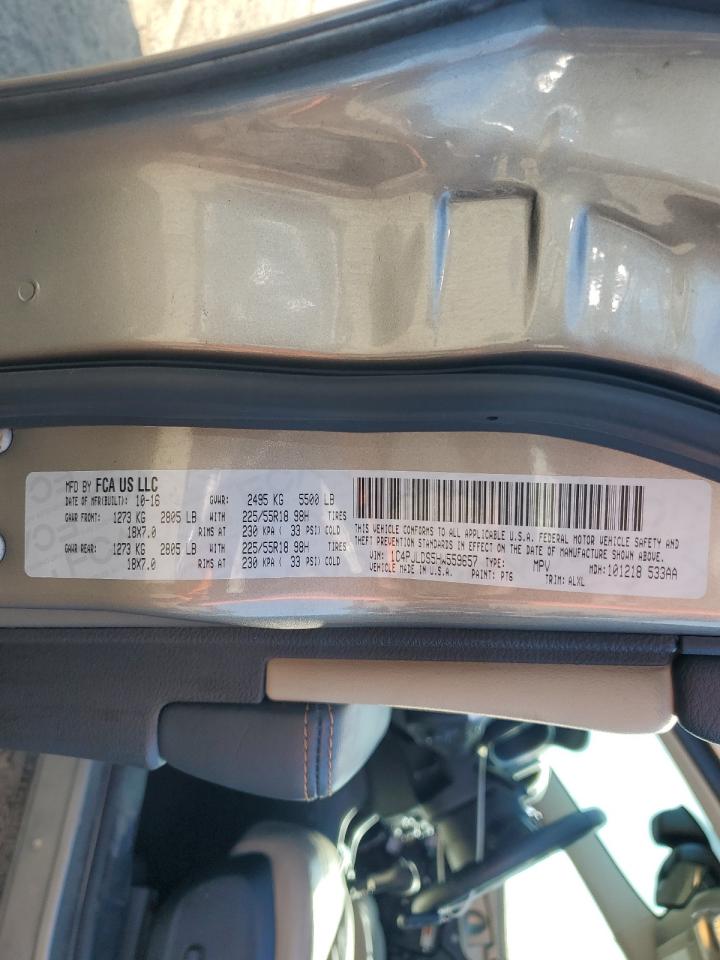 MFD BY FCA US LLC
DATE OF MFR(BUILT): 10-16 GVWR: 2495 KG 5500 LB
GAWR FRONT: 1273 KG 2805 LB WITH 225/55R18 98H TIRES
18X7.0 RIMS AT 230 KPA ( 33 PSI) COLD
GAWR REAR: 1273 KG 2805 LB WITH 225/55R18 98H TIRES
18X7.0 RIMS AT 230 KPA ( 33 PSI) COLD
THIS VEHICLE CONFORMS TO ALL APPLICABLE U.S.A. FEDERAL MOTOR VEHICLE SAFETY AND
THEFT PREVENTION STANDARDS IN EFFECT ON THE DATE OF MANUFACTURE SHOWN ABOVE.
VIN: TYPE: MPV MDH: 101218 533AA
VEHICLE MADE IN U.S.A. PAINT: PTG TRIM: ALXL